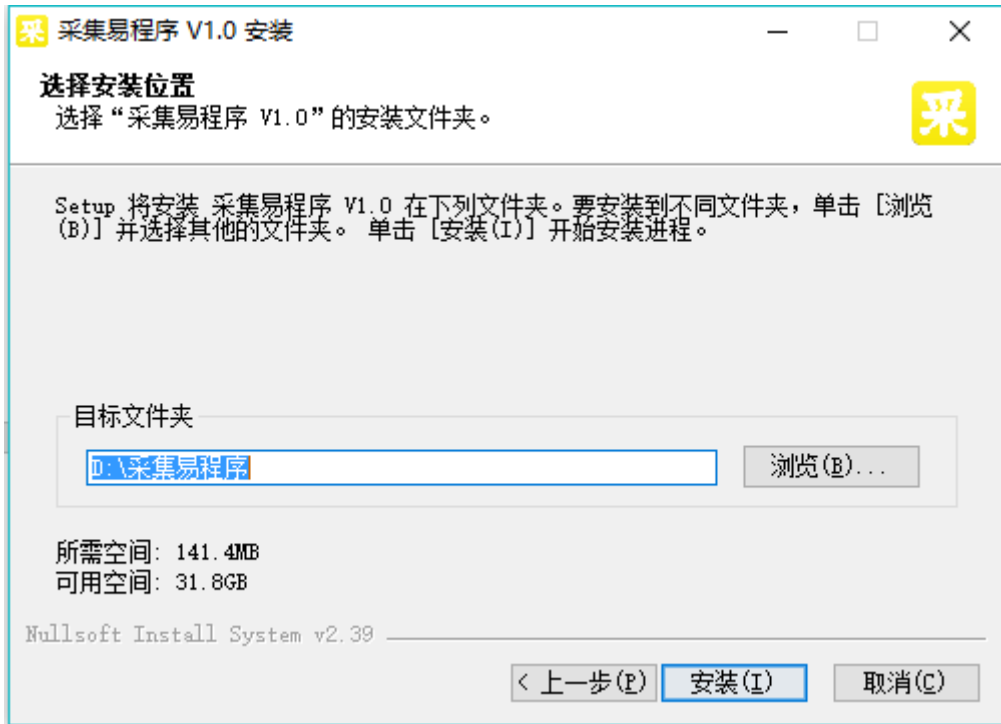 采 采集易程序 V1.0 安装
选择安装位置
选择“采集易程序 V1.0”的安装文件夹。
采
Setup 将安装 采集易程序 V1.0 在下列文件夹。要安装到不同文件夹，单击 [浏览
(B)] 并选择其他的文件夹。 单击 [安装(I)] 开始安装进程。
目标文件夹
D:\采集易程序
浏览(B)...
所需空间: 141.4MB
可用空间: 31.8GB
Nullsoft Install System v2.39
< 上一步(P) 安装(I) 取消(C)